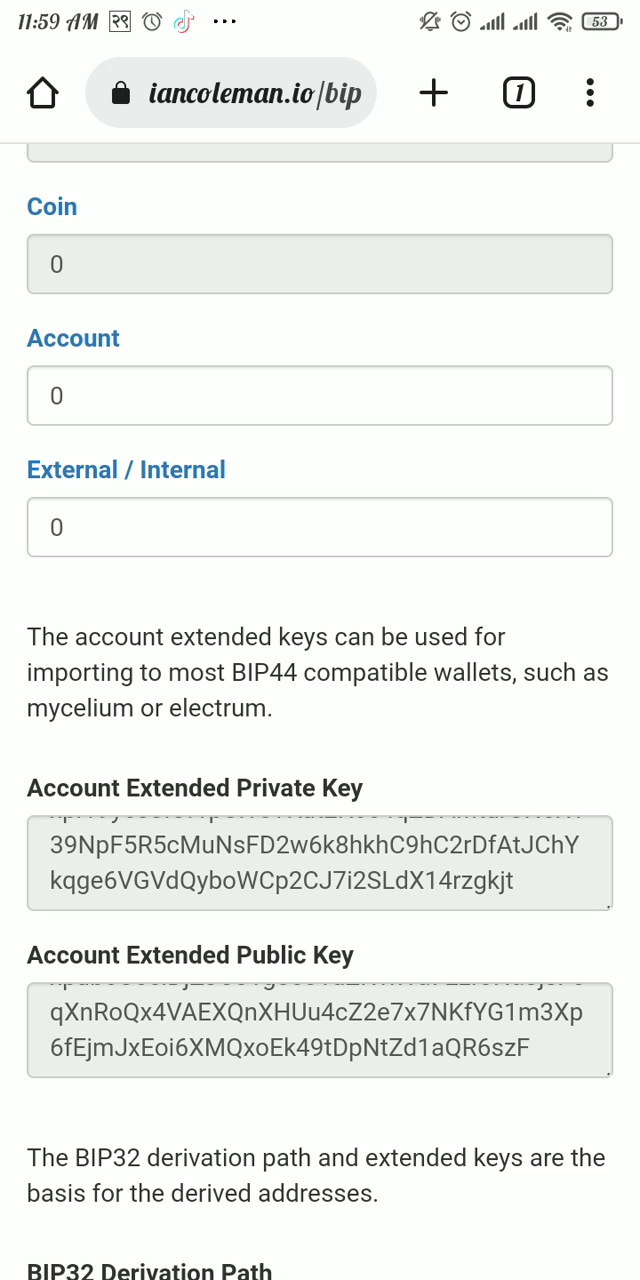 11:59 AM २९ ...
53
iancoleman.io/bip
1
Coin
0
Account
0
External / Internal
0
The account extended keys can be used for
importing to most BIP44 compatible wallets, such as
mycelium or electrum.
Account Extended Private Key
39NpF5R5cMuNsFD2w6k8hkhC9hC2rDfAtJChY
kqge6VGVdQyboWCp2CJ7i2SLdX14rzgkjt
Account Extended Public Key
qXnRoQx4VAEXQnXHUu4cZ2e7x7NKfYG1m3Xp
6fEjmJxEoi6XMQxoEk49tDpNtZd1aQR6szF
The BIP32 derivation path and extended keys are the
basis for the derived addresses.
BIP32 Derivation Path